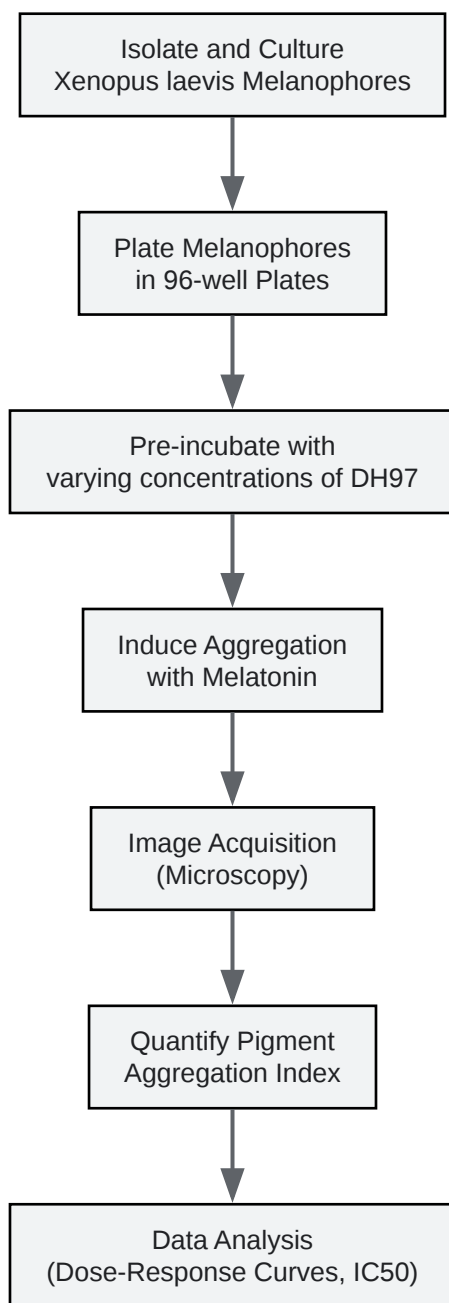 Isolate and Culture
Xenopus laevis Melanophores
Plate Melanophores
in 96-well Plates
Pre-incubate with
varying concentrations of DH97
Induce Aggregation
with Melatonin
Image Acquisition
(Microscopy)
Quantify Pigment
Aggregation Index
Data Analysis
(Dose-Response Curves, IC50)